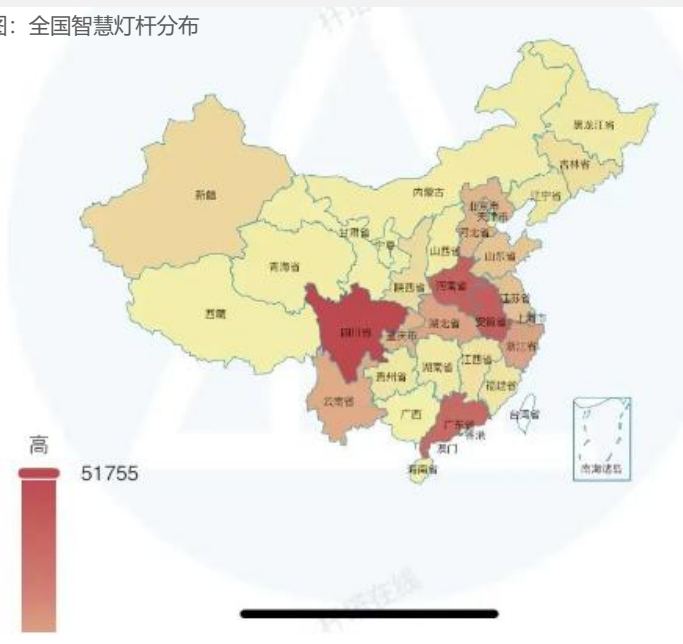 图：全国智慧灯杆分布
黑龙江省
吉林省
新疆
内蒙古
辽宁省
北京市
天津市
甘肃省
河北省
宁夏
山西省
山东省
青海省
陕西省
河南省
江苏省
西藏
四川省
湖北省
安徽省
上海市
重庆市
浙江省
江西省
湖南省
贵州省
福建省
云南省
广西
广东省
台湾省
香港
澳门
海南省
南海诸岛
高
51755
杆塔在线